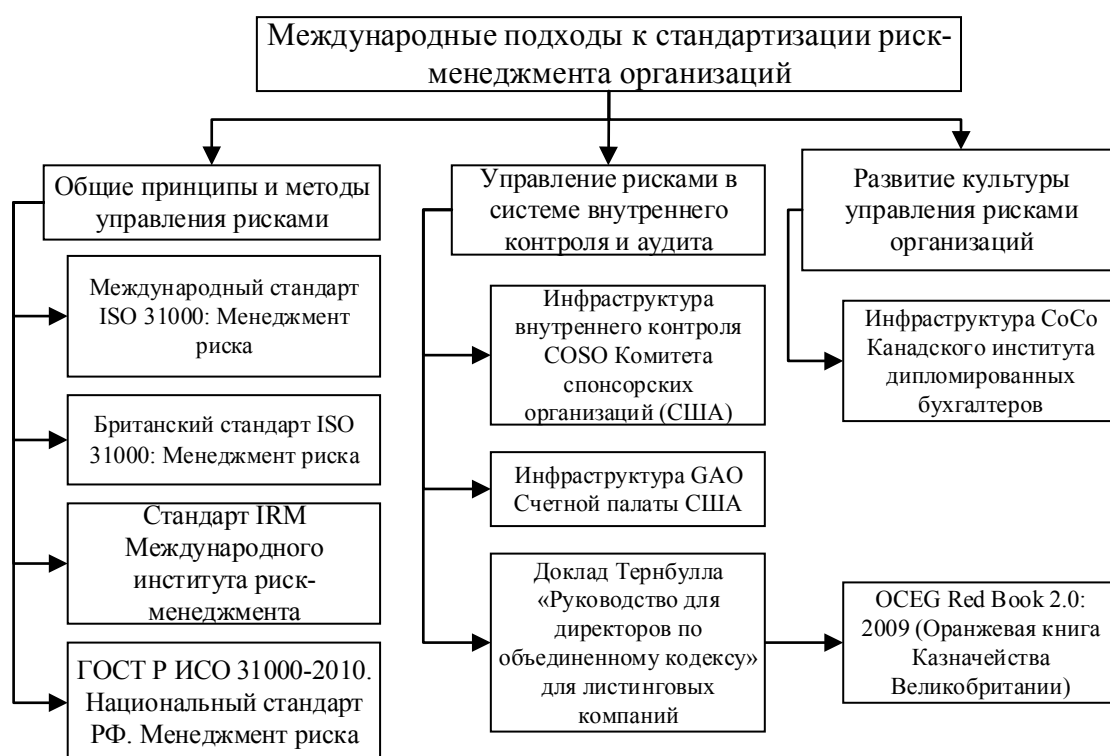 Международные подходы к стандартизации риск-
менеджмента организаций
Общие принципы и методы
управления рисками
Международный стандарт
ISO 31000: Менеджмент
риска
Британский стандарт ISO
31000: Менеджмент риска
Стандарт IRM
Международного
института риск-
менеджмента
ГОСТ Р ИСО 31000-2010.
Национальный стандарт
РФ. Менеджмент риска
Управление рисками в
системе внутреннего
контроля и аудита
Инфраструктура
внутреннего контроля
COSO Комитета
спонсорских
организаций (США)
Инфраструктура GAO
Счетной палаты США
Доклад Тернбулла
«Руководство для
директоров по
объединенному кодексу»
для листинговых
компаний
Развитие культуры
управления рисками
организаций
Инфраструктура CoCo
Канадского института
дипломированных
бухгалтеров
OCEG Red Book 2.0:
2009 (Оранжевая книга
Казначейства
Великобритании)